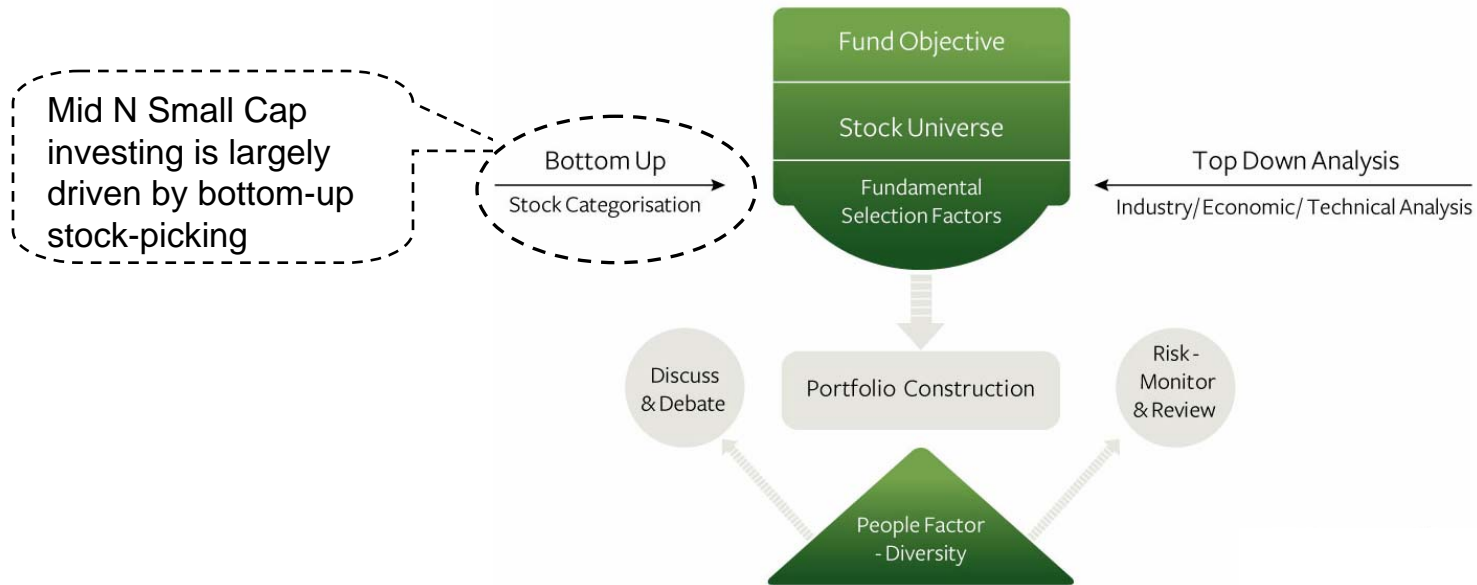 Mid N Small Cap
investing is largely
driven by bottom-up
stock-picking
Bottom Up
Stock Categorisation
Fund Objective
Stock Universe
Fundamental
Selection Factors
Top Down Analysis
Industry/Economic/Technical Analysis
Discuss
& Debate
Portfolio Construction
Risk -
Monitor
& Review
People Factor
- Diversity